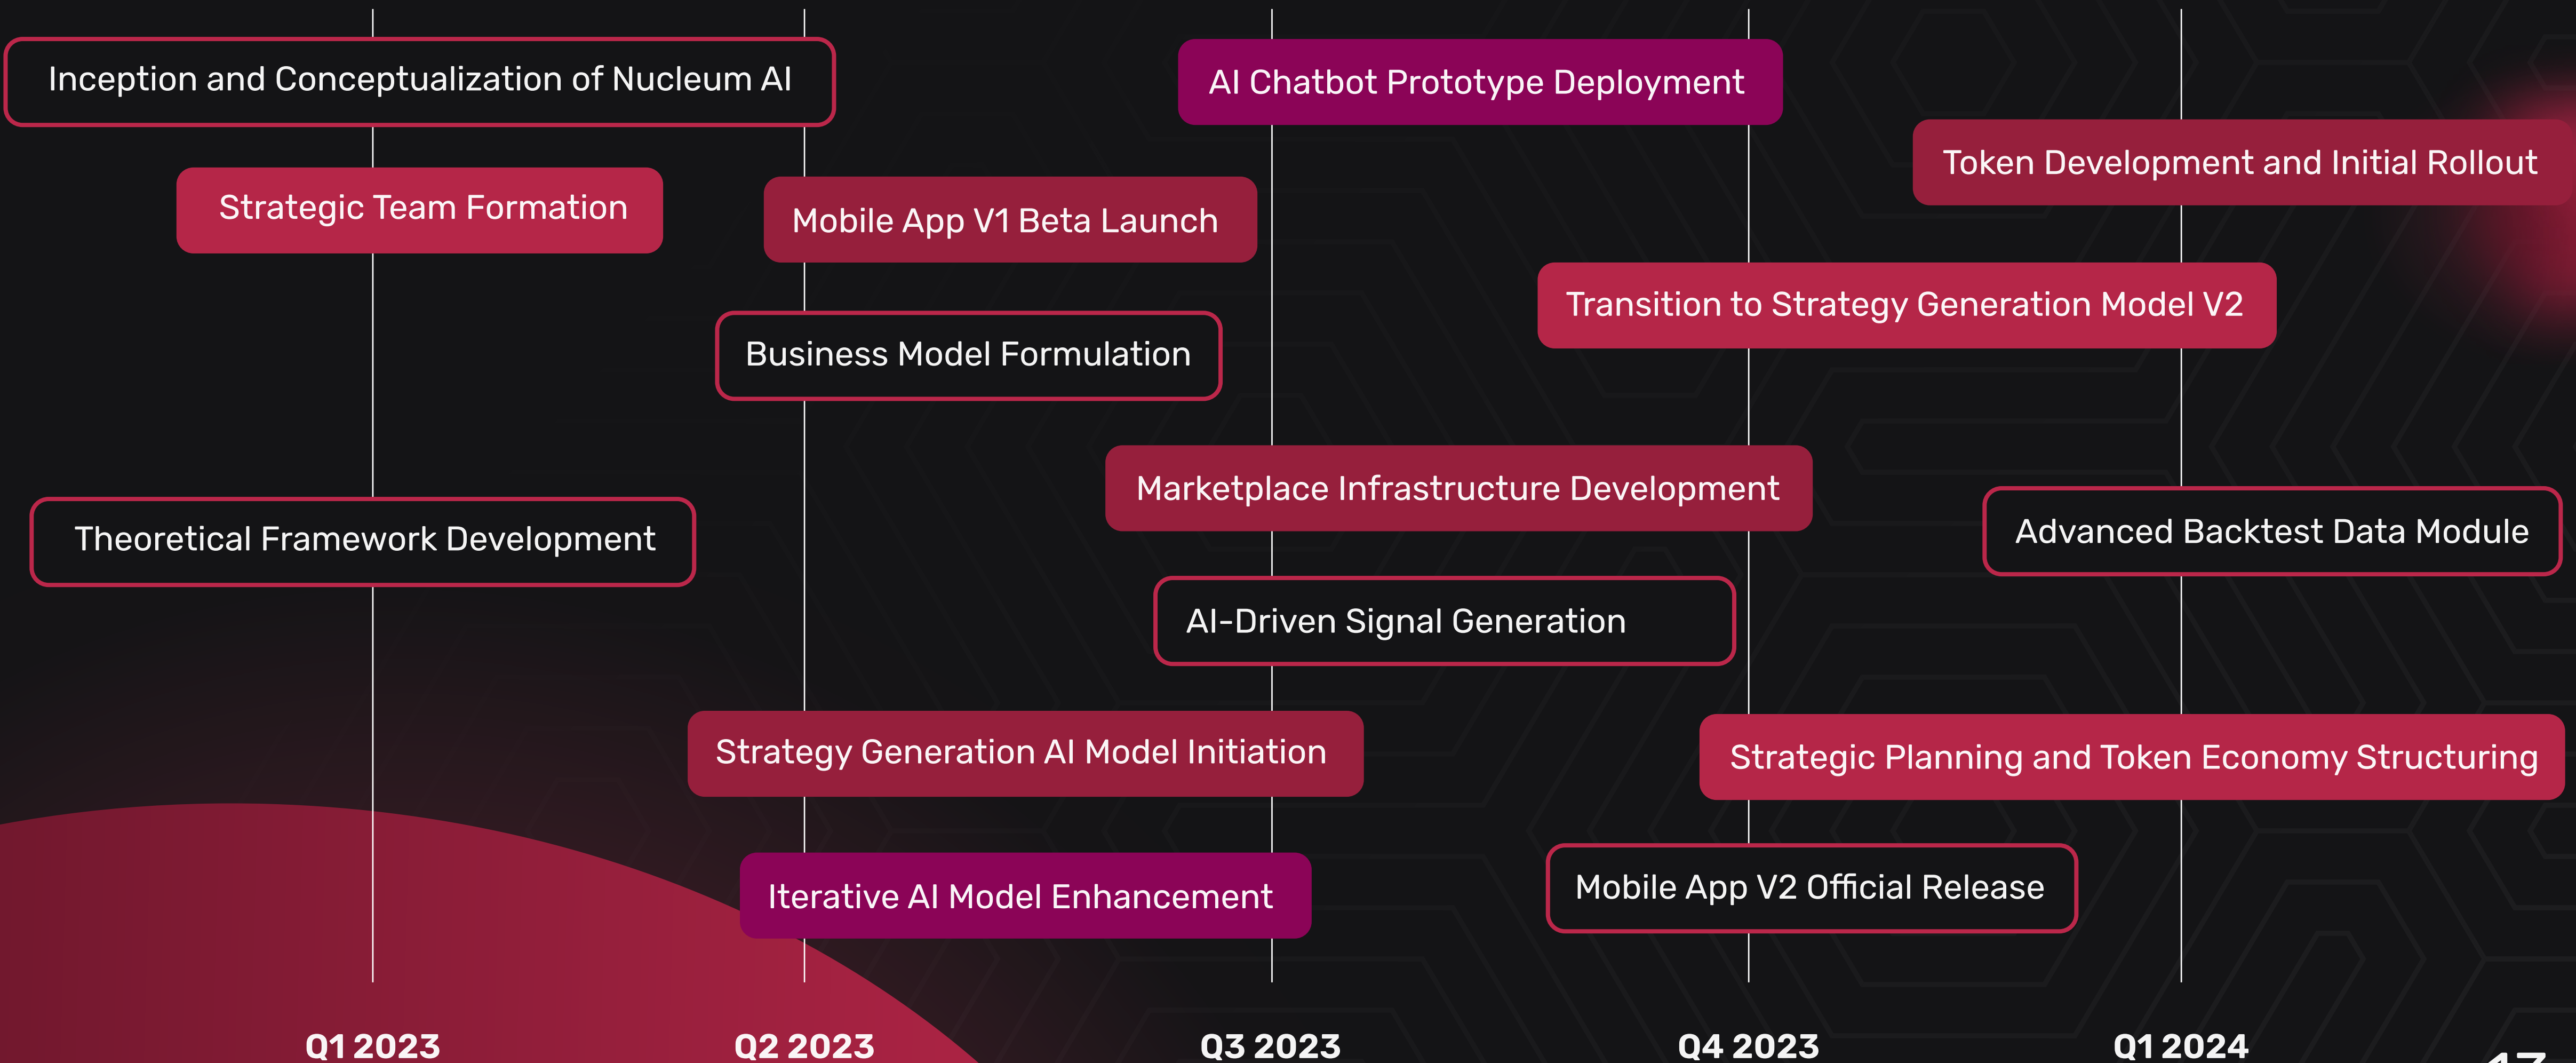 Inception and Conceptualization of Nucleum AI
AI Chatbot Prototype Deployment
Token Development and Initial Rollout
Strategic Team Formation
Mobile App V1 Beta Launch
Transition to Strategy Generation Model V2
Business Model Formulation
Marketplace Infrastructure Development
Advanced Backtest Data Module
Theoretical Framework Development
AI-Driven Signal Generation
Strategy Generation AI Model Initiation
Strategic Planning and Token Economy Structuring
Iterative AI Model Enhancement
Mobile App V2 Official Release
Q1 2023
Q2 2023
Q3 2023
Q4 2023
Q1 2024